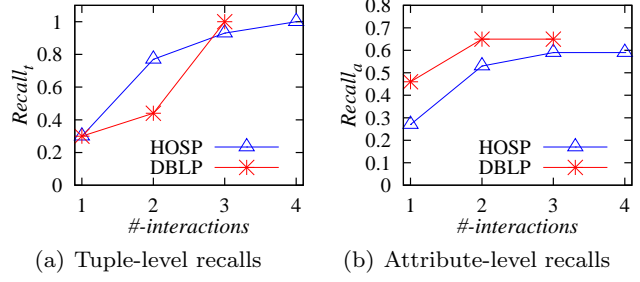 1
0.8
0.6
0.4
0.2
0
Recall_t
HOSP
DBLP
1 2 3 4
#-interactions
(a) Tuple-level recalls
0.8
0.7
0.6
0.5
0.4
0.3
0.2
0.1
0
Recall_a
HOSP
DBLP
1 2 3 4
#-interactions
(b) Attribute-level recalls